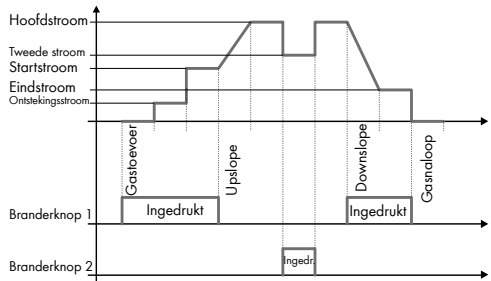 Hoofdstroom
Tweede stroom
Startstroom
Eindstroom
Ontstekingsstroom
Gastoevoer
Upslope
Downslope
Gasnaloop
Branderknop 1
Ingedrukt
Ingedrukt
Branderknop 2
Ingedr.